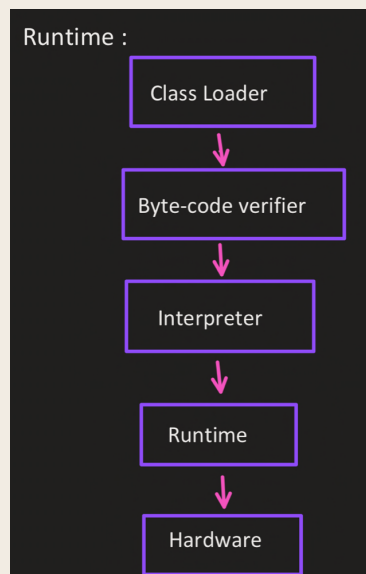 Runtime :
Class Loader
Byte-code verifier
Interpreter
Runtime
Hardware